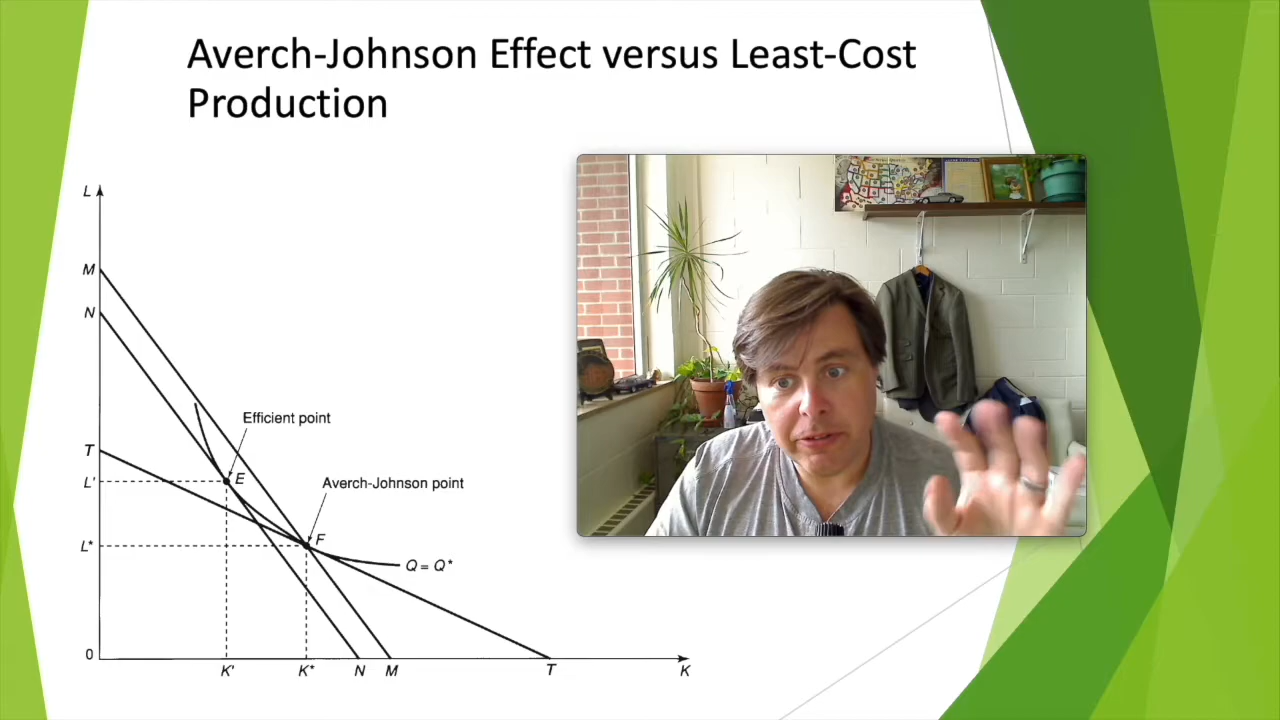 Averch-Johnson Effect versus Least-Cost
Production
L
M
N
Efficient point
T
E
L'
Averch-Johnson point
F
L*
Q = Q*
0
K'
K*
N
M
T
K